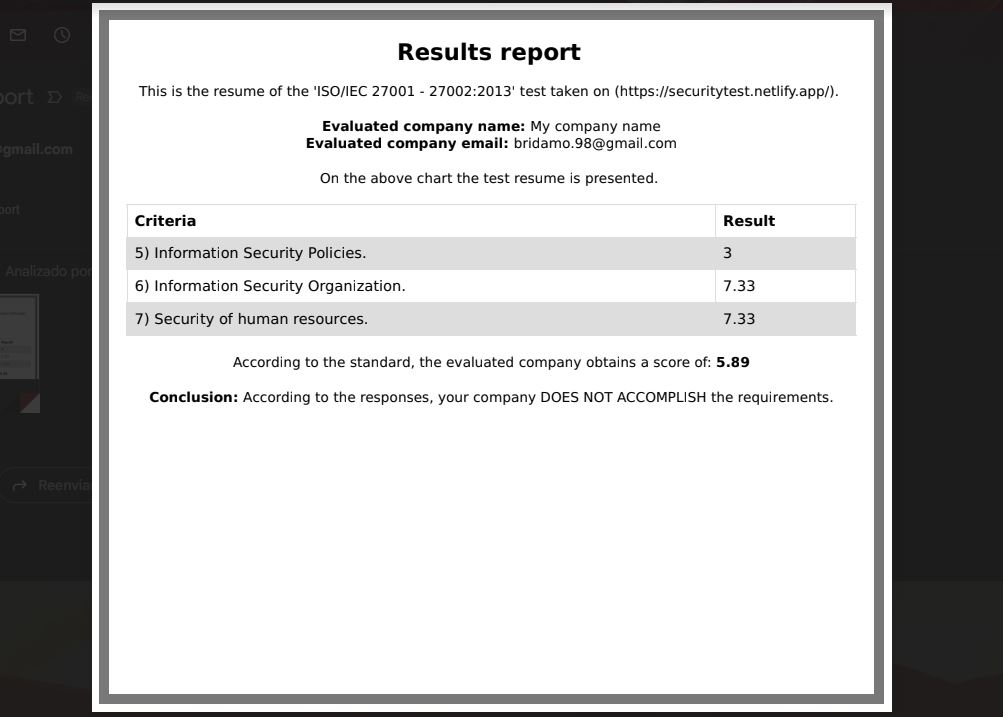 Results report
This is the resume of the 'ISO/IEC 27001 - 27002:2013' test taken on (https://securitytest.netlify.app/).
Evaluated company name: My company name
Evaluated company email: bridamo.98@gmail.com
On the above chart the test resume is presented.
Criteria Result
5) Information Security Policies. 3
6) Information Security Organization. 7.33
7) Security of human resources. 7.33
According to the standard, the evaluated company obtains a score of: 5.89
Conclusion: According to the responses, your company DOES NOT ACCOMPLISH the requirements.
ort
gmail.com
port
Analizado por
Reenvia